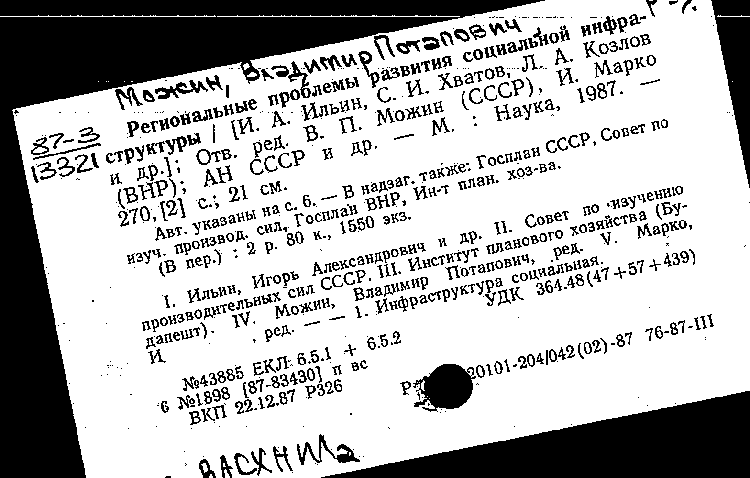 Р-7.
Можин, Владимир Потапович
87-3
13321
Региональные проблемы развития социальной инфра-
структуры / [И. А. Ильин, С. И. Хватов, Л. А. Козлов
и др.]; Отв. ред. В. П. Можин (СССР), И. Марко
(ВНР); АН СССР и др. — М. : Наука, 1987. —
270, [2] с.; 21 см.
Авт. указаны на с. 6. — В надзаг. также: Госплан СССР, Совет по
изуч. производ. сил, Госплан ВНР, Ин-т план. хоз-ва.
(В пер.) : 2 р. 80 к., 1550 экз.
I. Ильин, Игорь Александрович и др. II. Совет по изучению
производительных сил СССР. III. Институт планового хозяйства (Бу-
дапешт). IV. Можин, Владимир Потапович, ред. V. Марко,
И. , ред. — — 1. Инфраструктура социальная.
УДК 364.48(47+57+439)
№43885 ЕКЛ 6.5.1 + 6.5.2
6 №1898 [87-83430] п вс
ВКП 22.12.87 Р326
Р 20101-204/042(02)-87 76-87-III
ВАСХНИЛ